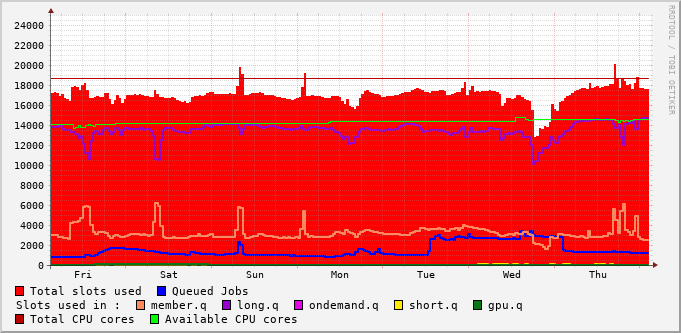 24000
22000
20000
18000
16000
14000
12000
10000
8000
6000
4000
2000
0
Fri Sat Sun Mon Tue Wed Thu
Total slots used Queued Jobs
Slots used in : member.q long.q ondemand.q short.q gpu.q
Total CPU cores Available CPU cores
RRDTOOL / TOBI OETIKER